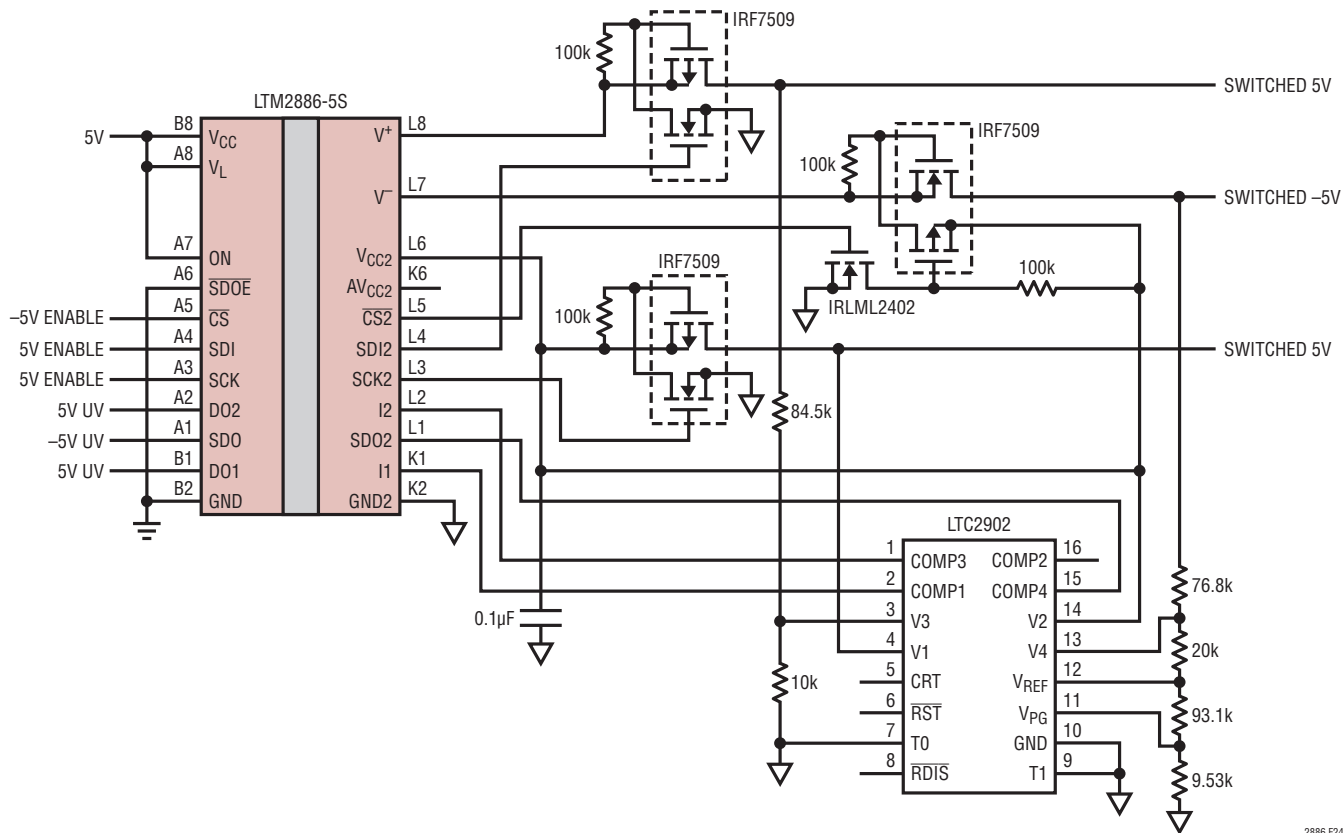 IRF7509
100k
SWITCHED 5V
LTM2886-5S
5V
B8
VCC
V+
L8
A8
VL
IRF7509
100k
V–
L7
SWITCHED –5V
A7
ON
VCC2
L6
A6
SDOE
AVCC2
K6
IRF7509
100k
–5V ENABLE
A5
CS
CS2
L5
100k
IRLML2402
5V ENABLE
A4
SDI
SDI2
L4
SWITCHED 5V
5V ENABLE
A3
SCK
SCK2
L3
5V UV
A2
DO2
I2
L2
84.5k
–5V UV
A1
SDO
SDO2
L1
5V UV
B1
DO1
I1
K1
B2
GND
GND2
K2
LTC2902
1
COMP3
COMP2
16
2
COMP1
COMP4
15
76.8k
0.1µF
3
V3
V2
14
4
V1
V4
13
20k
10k
5
CRT
VREF
12
6
RST
VPG
11
93.1k
7
T0
GND
10
8
RDIS
T1
9
9.53k
2886 F24